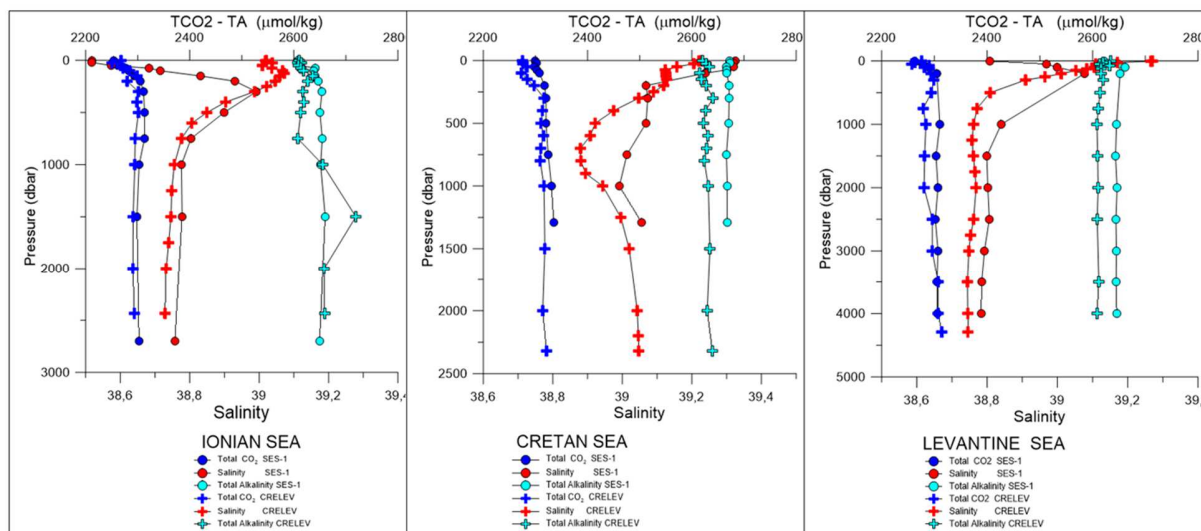 TCO2 - TA (μmol/kg)
2200 2400 2600 280
0
1000
2000
3000
Pressure (dbar)
38,6 38,8 39 39,2 39,4
Salinity
IONIAN SEA
Total CO2 SES-1
Salinity SES-1
Total Alkalinity SES-1
Total CO2 CRELEV
Salinity CRELEV
Total Alkalinity CRELEV
TCO2 - TA (μmol/kg)
2200 2400 2600 280
0
500
1000
1500
2000
2500
Pressure (dbar)
38,6 38,8 39 39,2 39,4
Salinity
CRETAN SEA
Total CO2 SES-1
Salinity SES-1
Total Alkalinity SES-1
Total CO2 CRELEV
Salinity CRELEV
Total Alkalinity CRELEV
TCO2 - TA (μmol/kg)
2200 2400 2600 280
0
1000
2000
3000
4000
5000
Pressure (dbar)
38,6 38,8 39 39,2 39,
Salinity
LEVANTINE SEA
Total CO2 SES-1
Salinity SES-1
Total Alkalinity SES-1
Total CO2 CRELEV
Salinity CRELEV
Total Alkalinity CRELEV